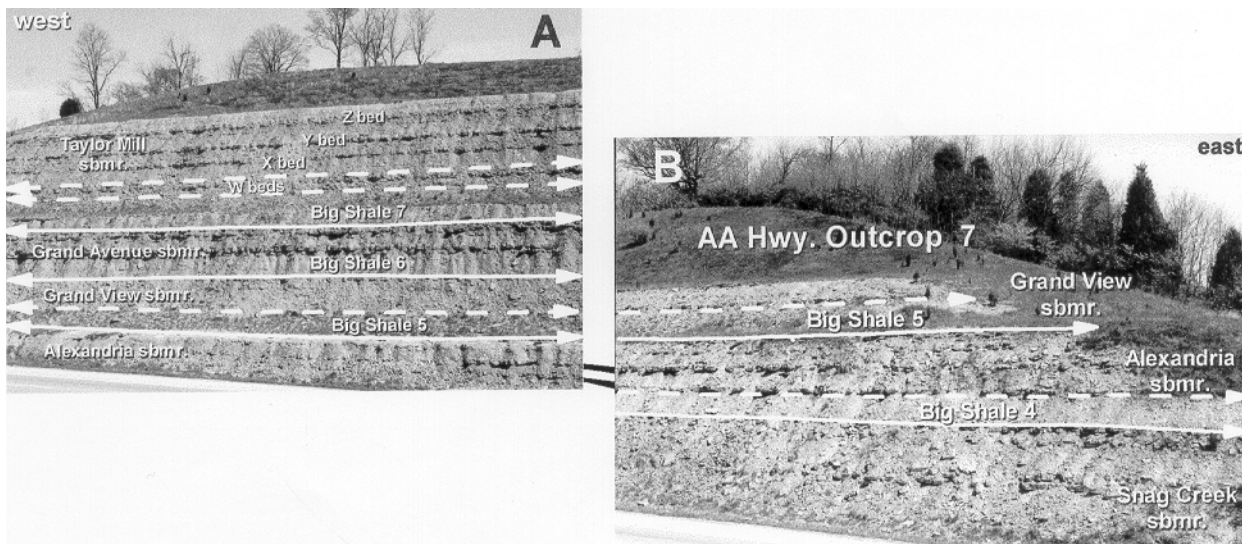 west
A
Z bed
Y bed
Taylor Mill
sbmr.
X bed
W beds
Big Shale 7
Grand Avenue sbmr.
Big Shale 6
Grand View sbmr.
Big Shale 5
Alexandria sbmr.
B
east
AA Hwy. Outcrop 7
Grand View
sbmr.
Big Shale 5
Alexandria
sbmr.
Big Shale 4
Snag Creek
sbmr.